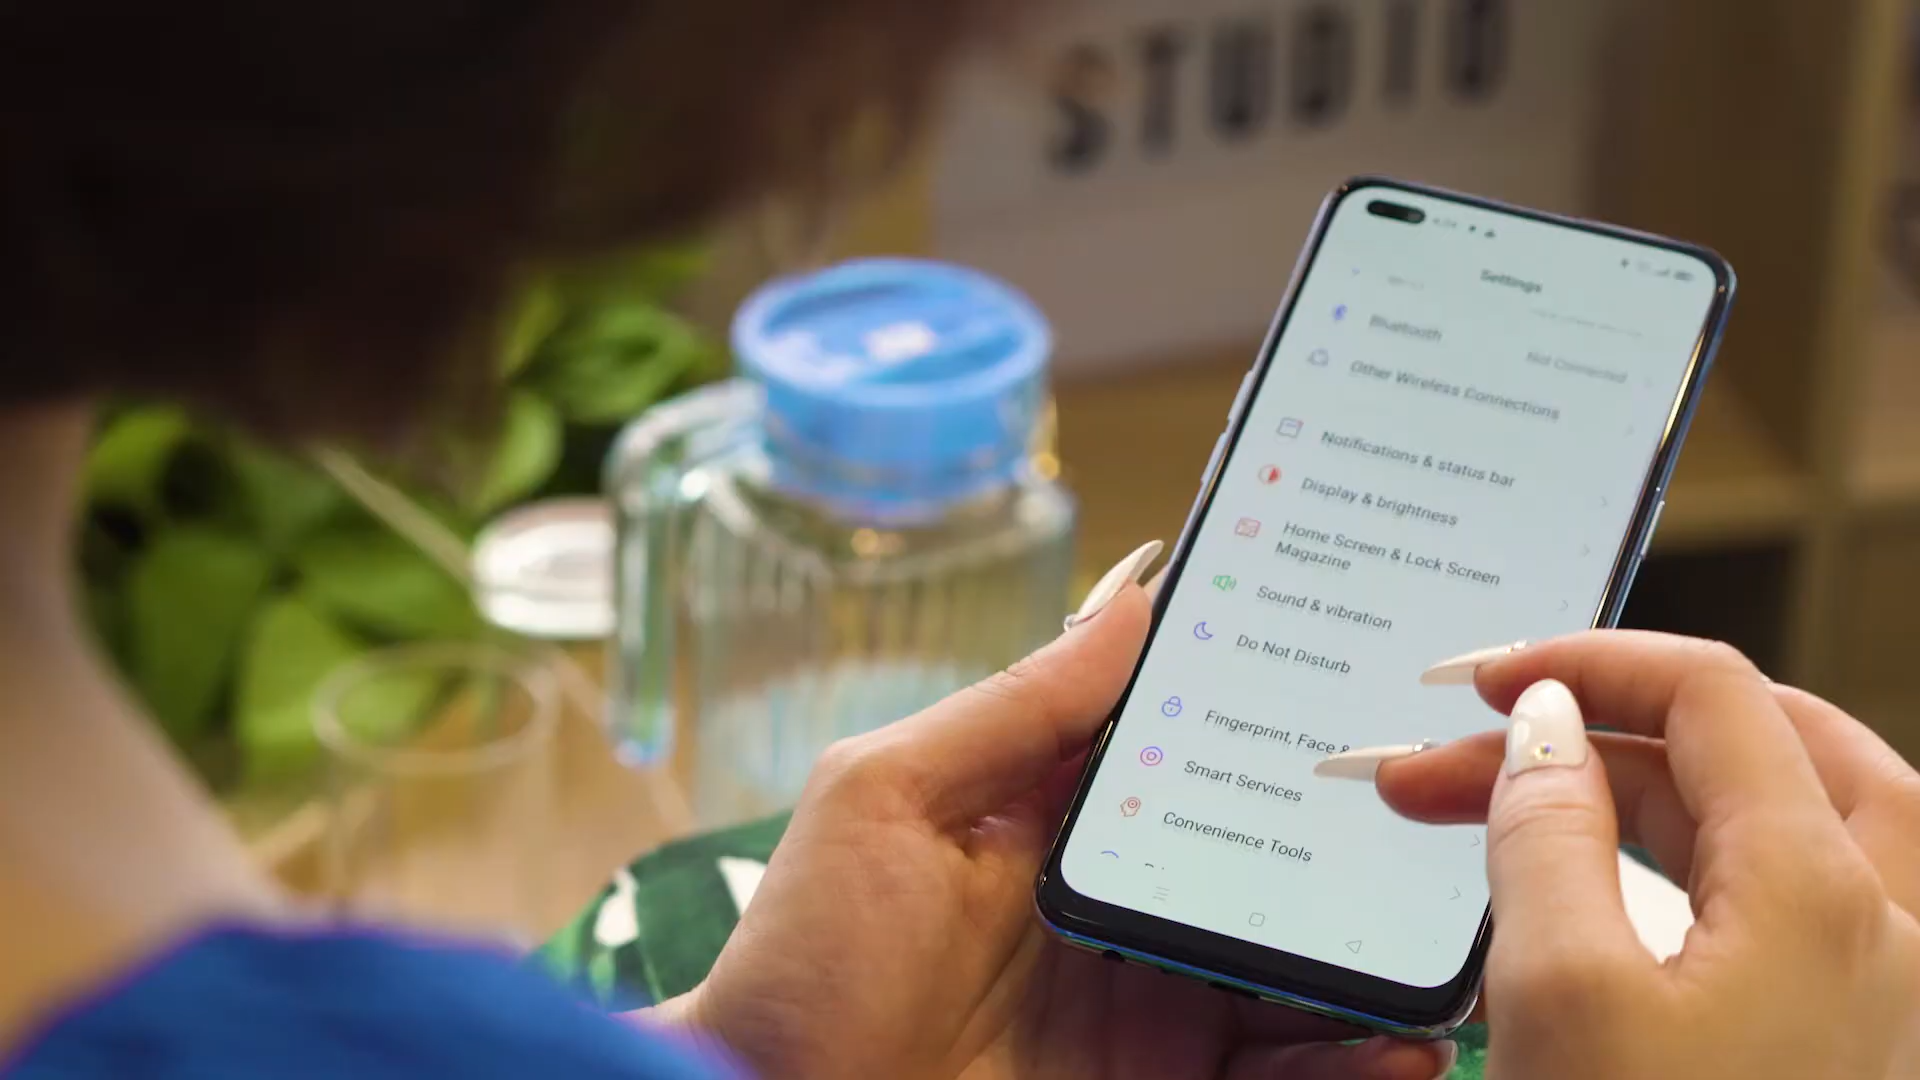 STUDIO
Settings
Bluetooth
Not Connected
Other Wireless Connections
Notifications & status bar
Display & brightness
Home Screen & Lock Screen
Magazine
Sound & vibration
Do Not Disturb
Fingerprint, Face &
Smart Services
Convenience Tools